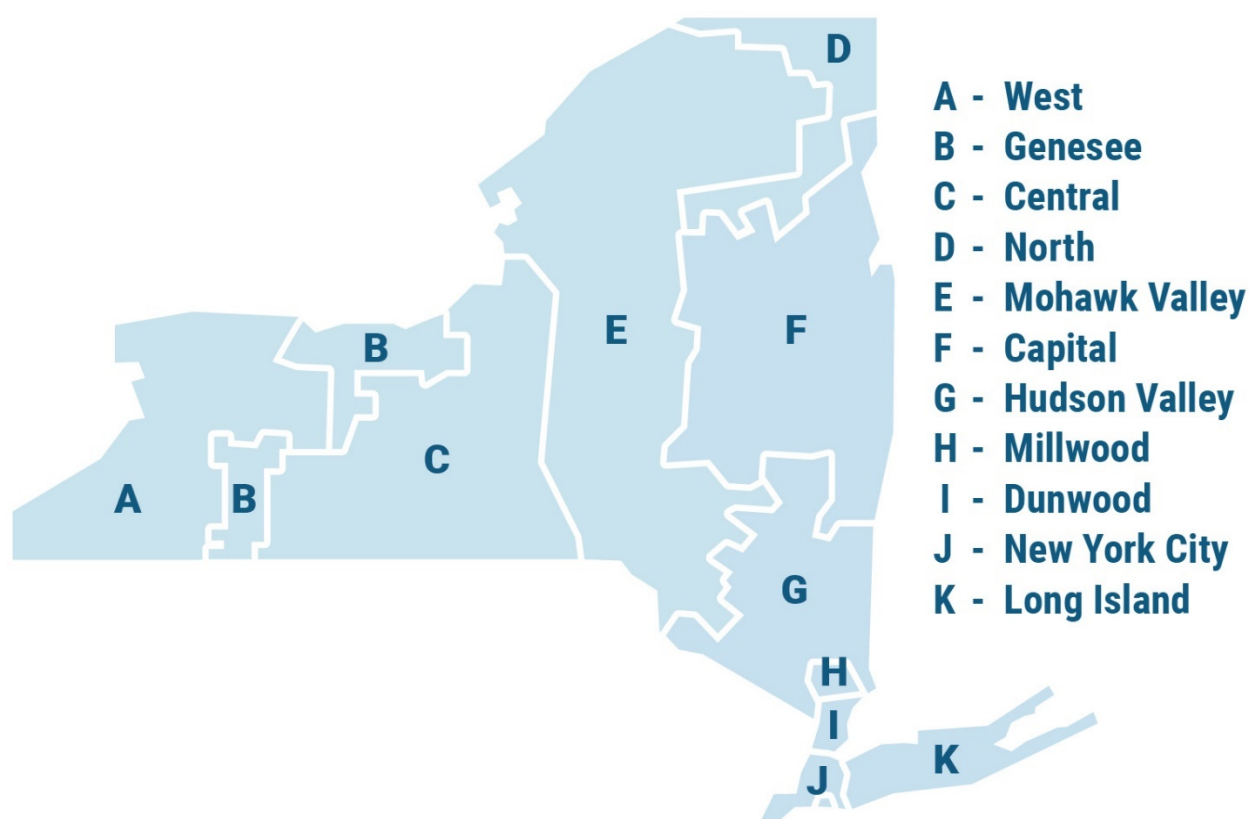 D
E
F
B
C
A
B
G
H
I
J
K
A - West
B - Genesee
C - Central
D - North
E - Mohawk Valley
F - Capital
G - Hudson Valley
H - Millwood
I - Dunwood
J - New York City
K - Long Island